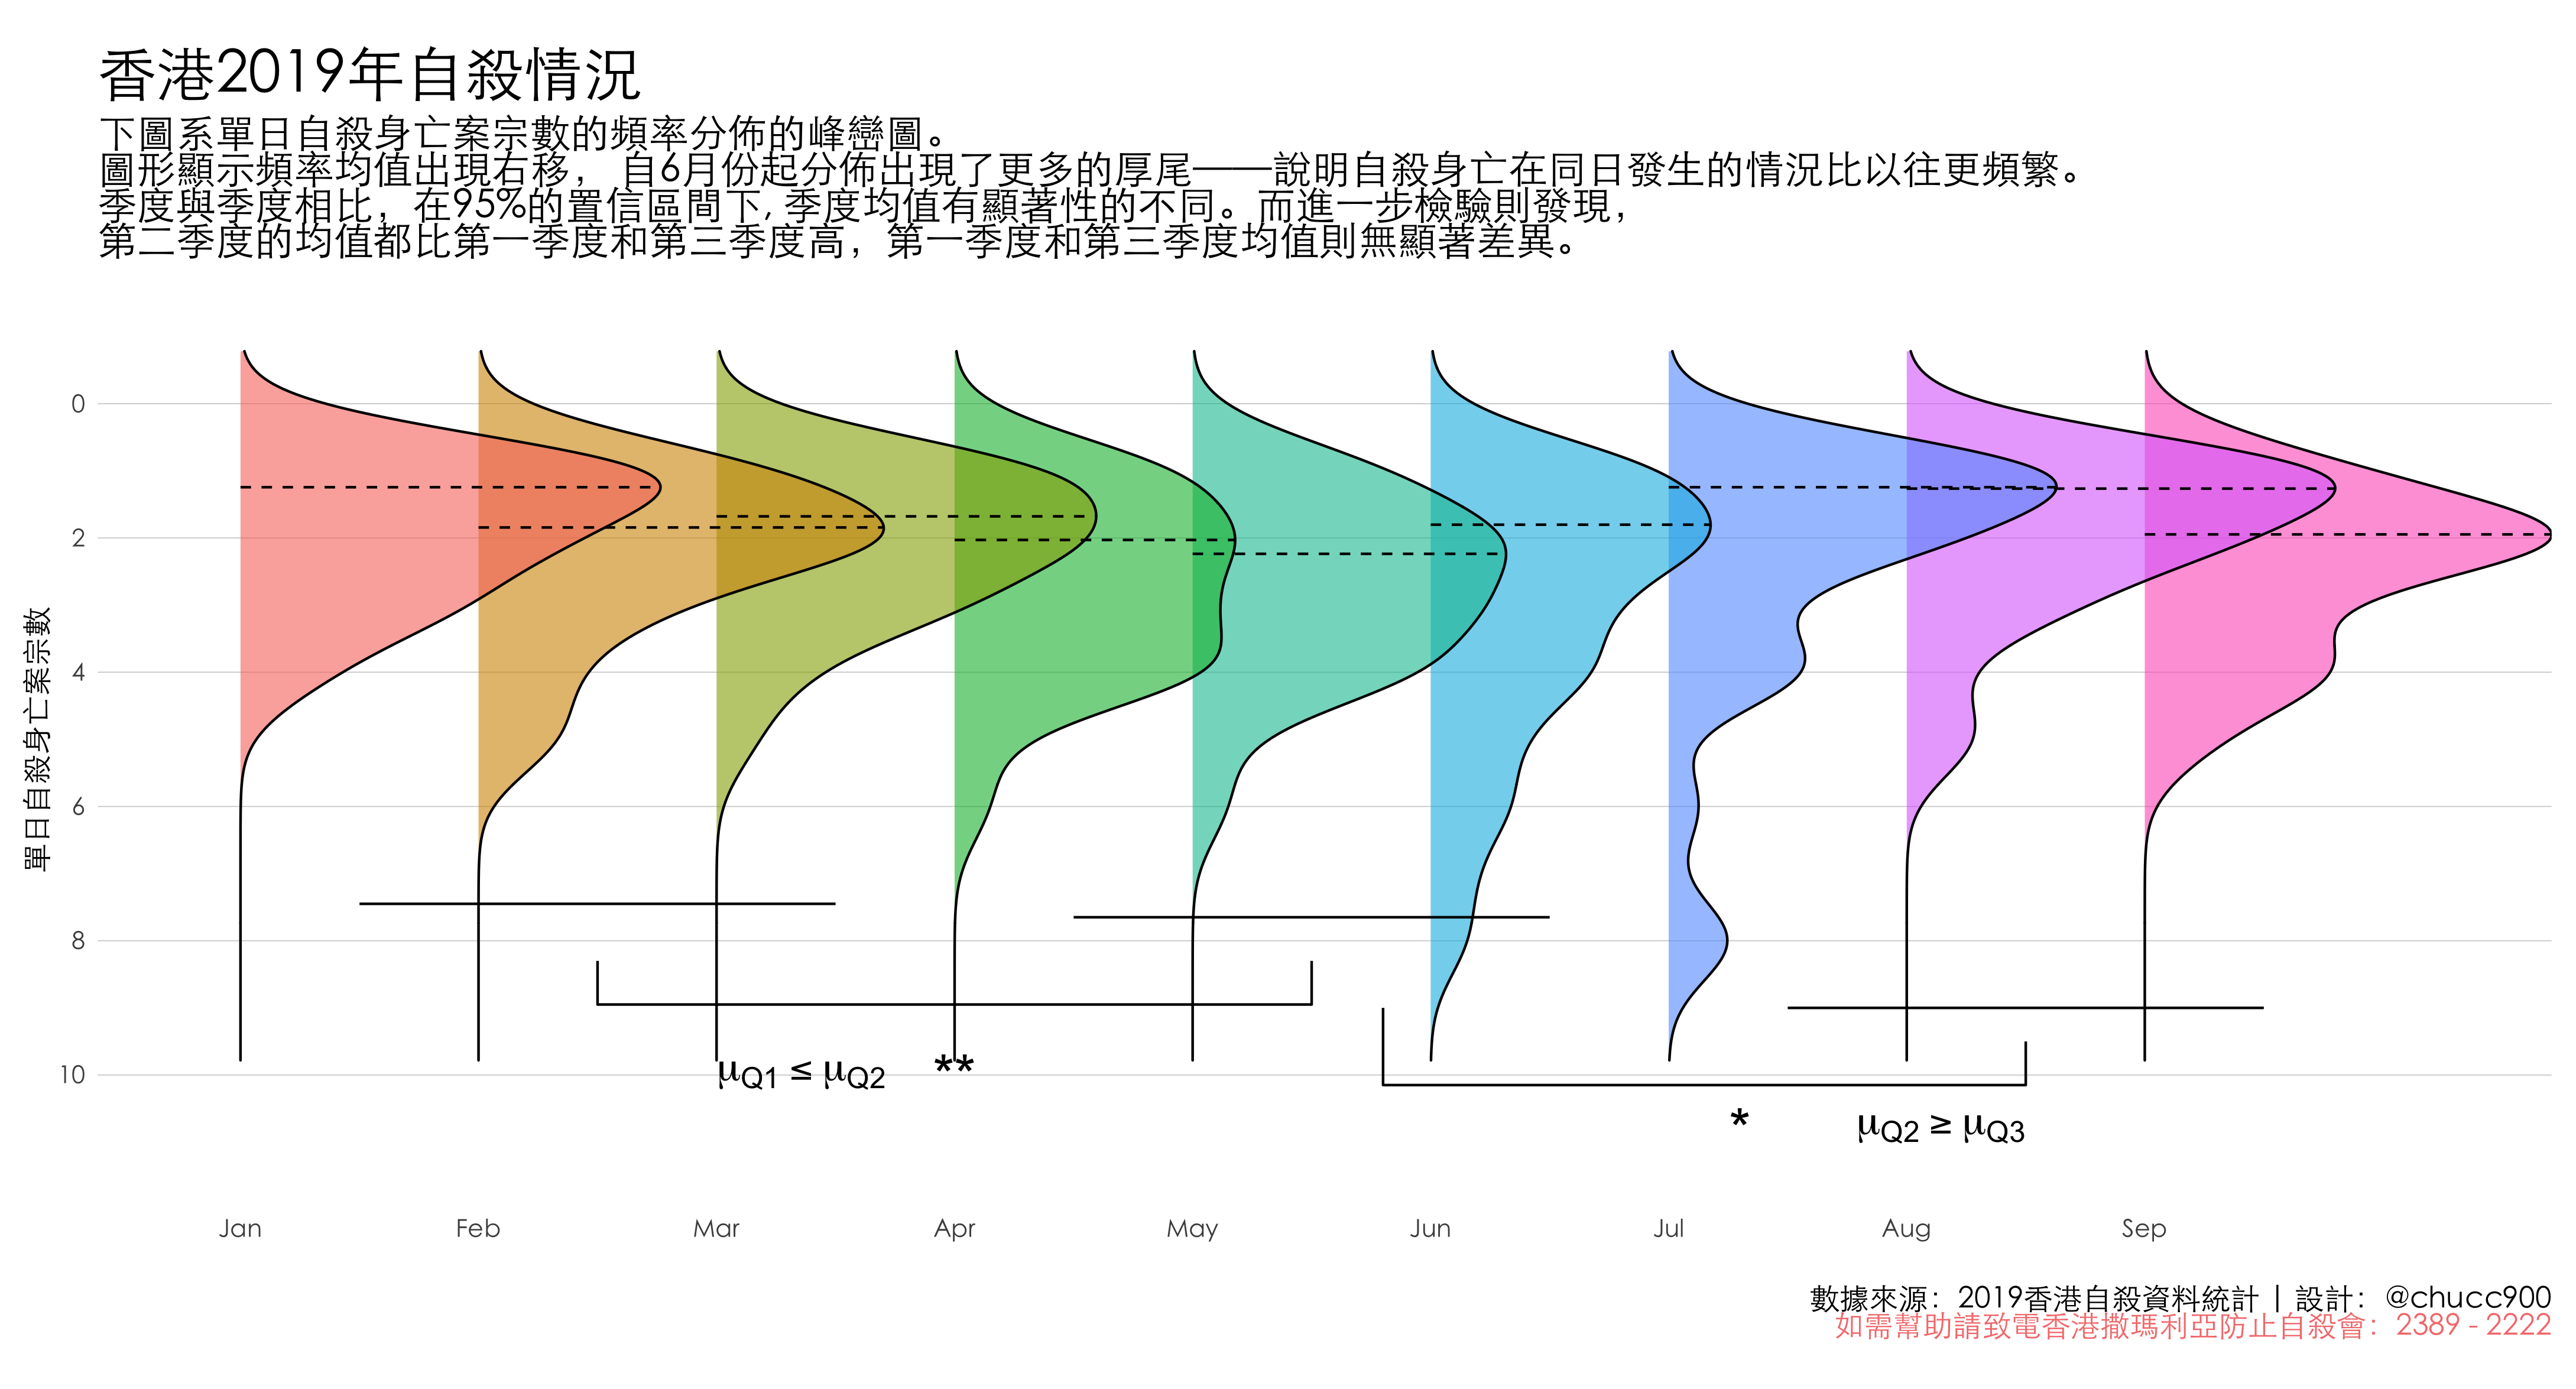 香港2019年自殺情況
下圖系單日自殺身亡案宗數的頻率分佈的峰巒圖。
圖形顯示頻率均值出現右移， 自6月份起分佈出現了更多的厚尾——說明自殺身亡在同日發生的情況比以往更頻繁。
季度與季度相比，在95%的置信區間下, 季度均值有顯著性的不同。而進一步檢驗則發現，
第二季度的均值都比第一季度和第三季度高，第一季度和第三季度均值則無顯著差異。
單日自殺身亡案宗數
0
2
4
6
8
10
μQ1 ≤ μQ2 **
* μQ2 ≥ μQ3
Jan Feb Mar Apr May Jun Jul Aug Sep
數據來源：2019香港自殺資料統計 | 設計：@chucc900
如需幫助請致電香港撒瑪利亞防止自殺會：2389 - 2222